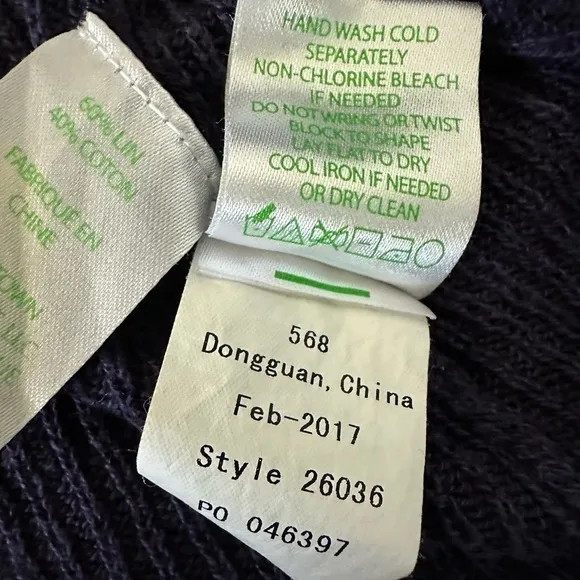 60% LIN
40% COTON
FABRIQUÉ EN
CHINE
HAND WASH COLD
SEPARATELY
NON-CHLORINE BLEACH
IF NEEDED
DO NOT WRING OR TWIST
BLOCK TO SHAPE
LAY FLAT TO DRY
COOL IRON IF NEEDED
OR DRY CLEAN
568
Dongguan, China
Feb-2017
Style 26036
PO 046397